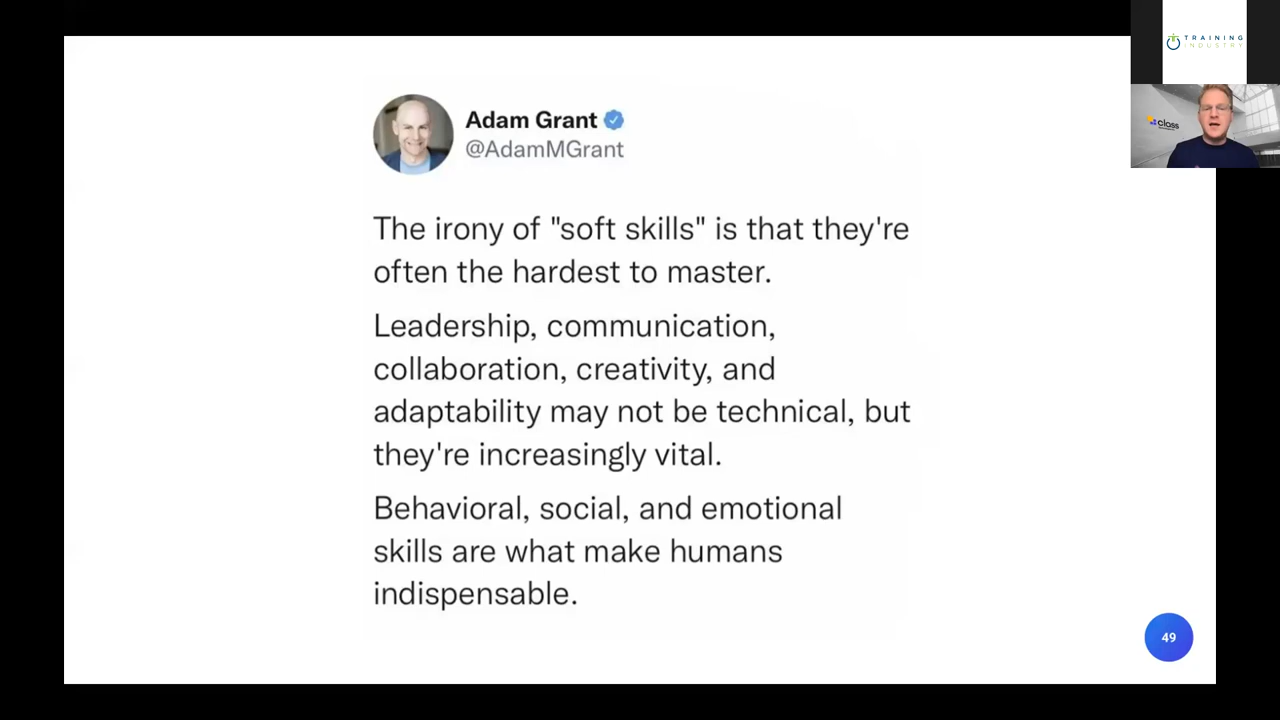 TRAINING
INDUSTRY
class
Adam Grant
@AdamMGrant
The irony of "soft skills" is that they're
often the hardest to master.
Leadership, communication,
collaboration, creativity, and
adaptability may not be technical, but
they're increasingly vital.
Behavioral, social, and emotional
skills are what make humans
indispensable.
49